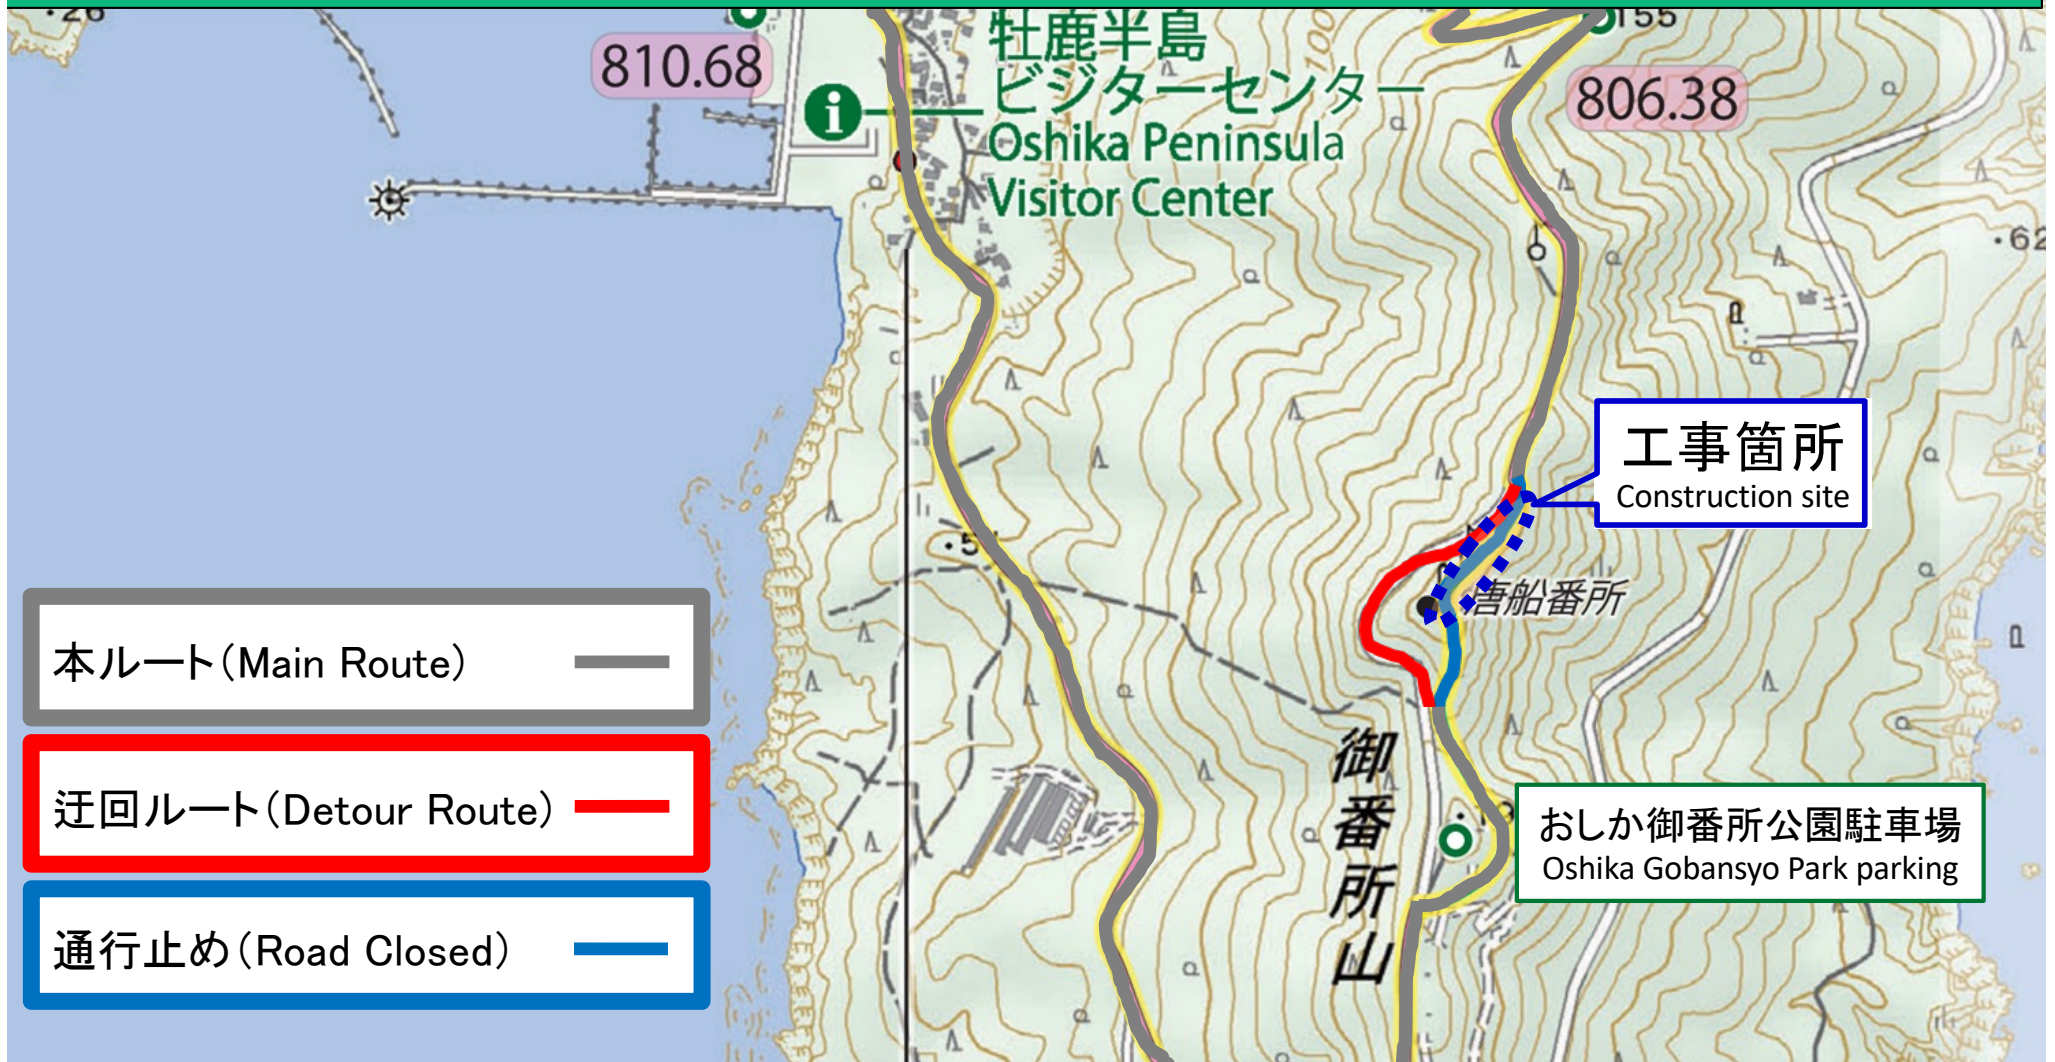 ・26
810.68
牡鹿半島
ビジターセンター
Oshika Peninsula
Visitor Center
100
155
806.38
・62
工事箇所
Construction site
唐船番所
本ルート(Main Route)
迂回ルート(Detour Route)
通行止め(Road Closed)
御番所山
おしか御番所公園駐車場
Oshika Gobansyo Park parking